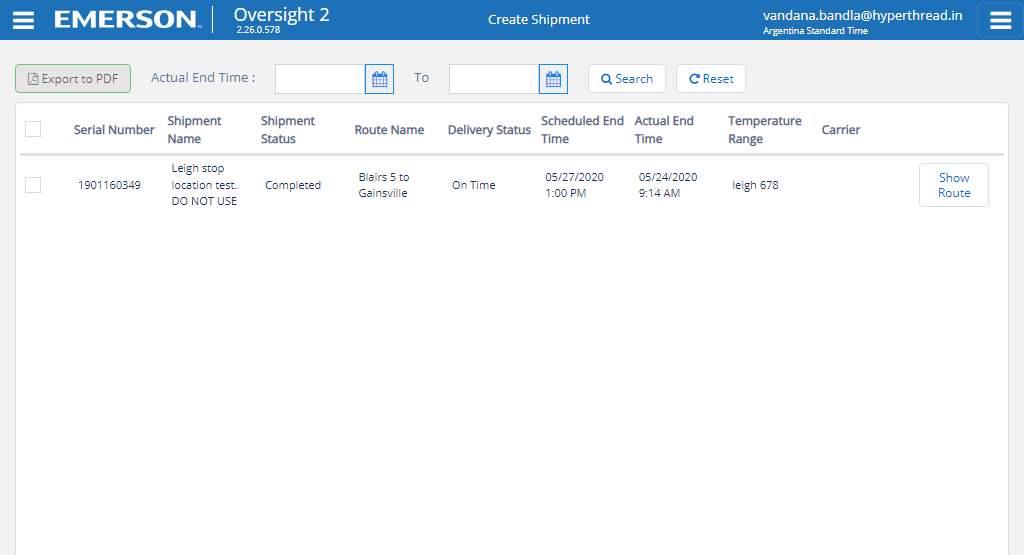 EMERSON™
Oversight 2
2.26.0.578
Create Shipment
vandana.bandla@hyperthread.in
Argentina Standard Time
Export to PDF
Actual End Time :
To
Search
Reset
Serial Number
Shipment
Name
Shipment
Status
Route Name
Delivery Status
Scheduled End
Time
Actual End
Time
Temperature
Range
Carrier
1901160349
Leigh stop
location test.
DO NOT USE
Completed
Blairs 5 to
Gainsville
On Time
05/27/2020
1:00 PM
05/24/2020
9:14 AM
leigh 678
Show
Route